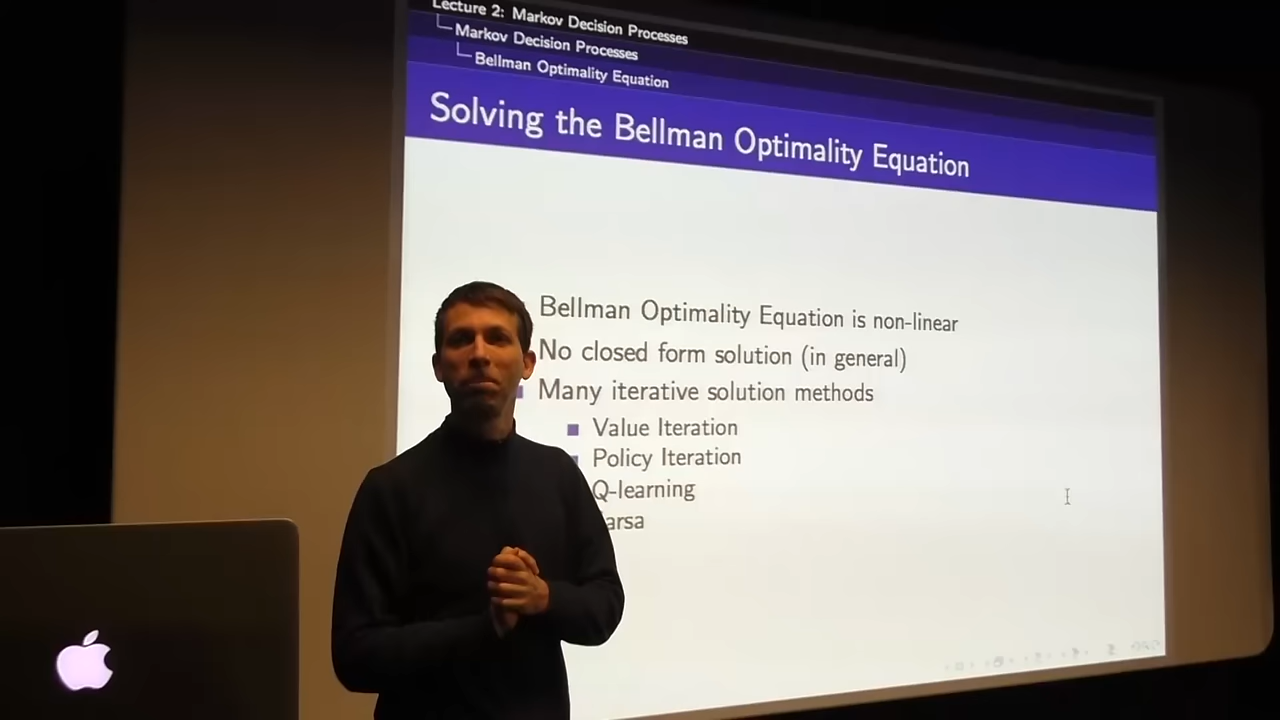 Lecture 2: Markov Decision Processes
Markov Decision Processes
Bellman Optimality Equation
Solving the Bellman Optimality Equation
Bellman Optimality Equation is non-linear
No closed form solution (in general)
Many iterative solution methods
Value Iteration
Policy Iteration
Q-learning
arsa